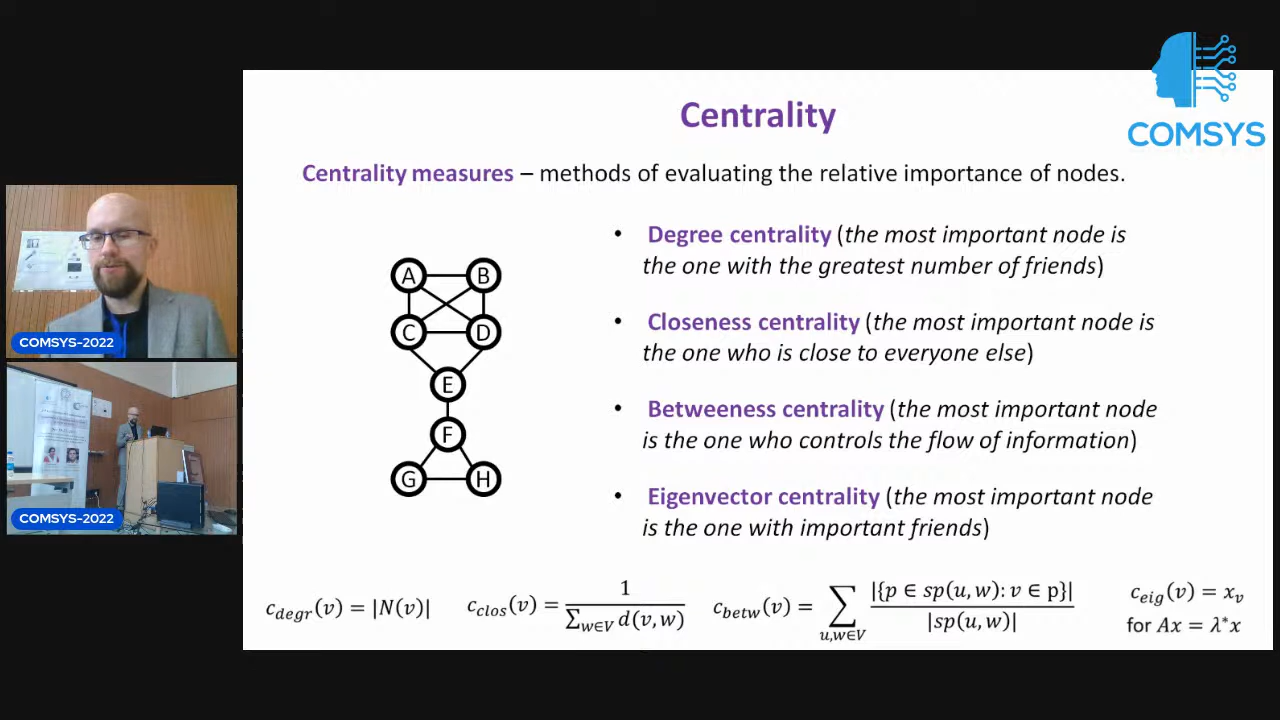 COMSYS
Centrality
Centrality measures – methods of evaluating the relative importance of nodes.
• Degree centrality (the most important node is
the one with the greatest number of friends)
• Closeness centrality (the most important node is
the one who is close to everyone else)
• Betweeness centrality (the most important node
is the one who controls the flow of information)
• Eigenvector centrality (the most important node
is the one with important friends)
A B
C D
E
F
G H
c_degr(v) = |N(v)|
c_clos(v) = 1 / ∑_{w∈V} d(v,w)
c_betw(v) = ∑_{u,w∈V} |{p ∈ sp(u,w): v ∈ p}| / |sp(u,w)|
c_eig(v) = x_v
for Ax = λ*x
COMSYS-2022
COMSYS-2022